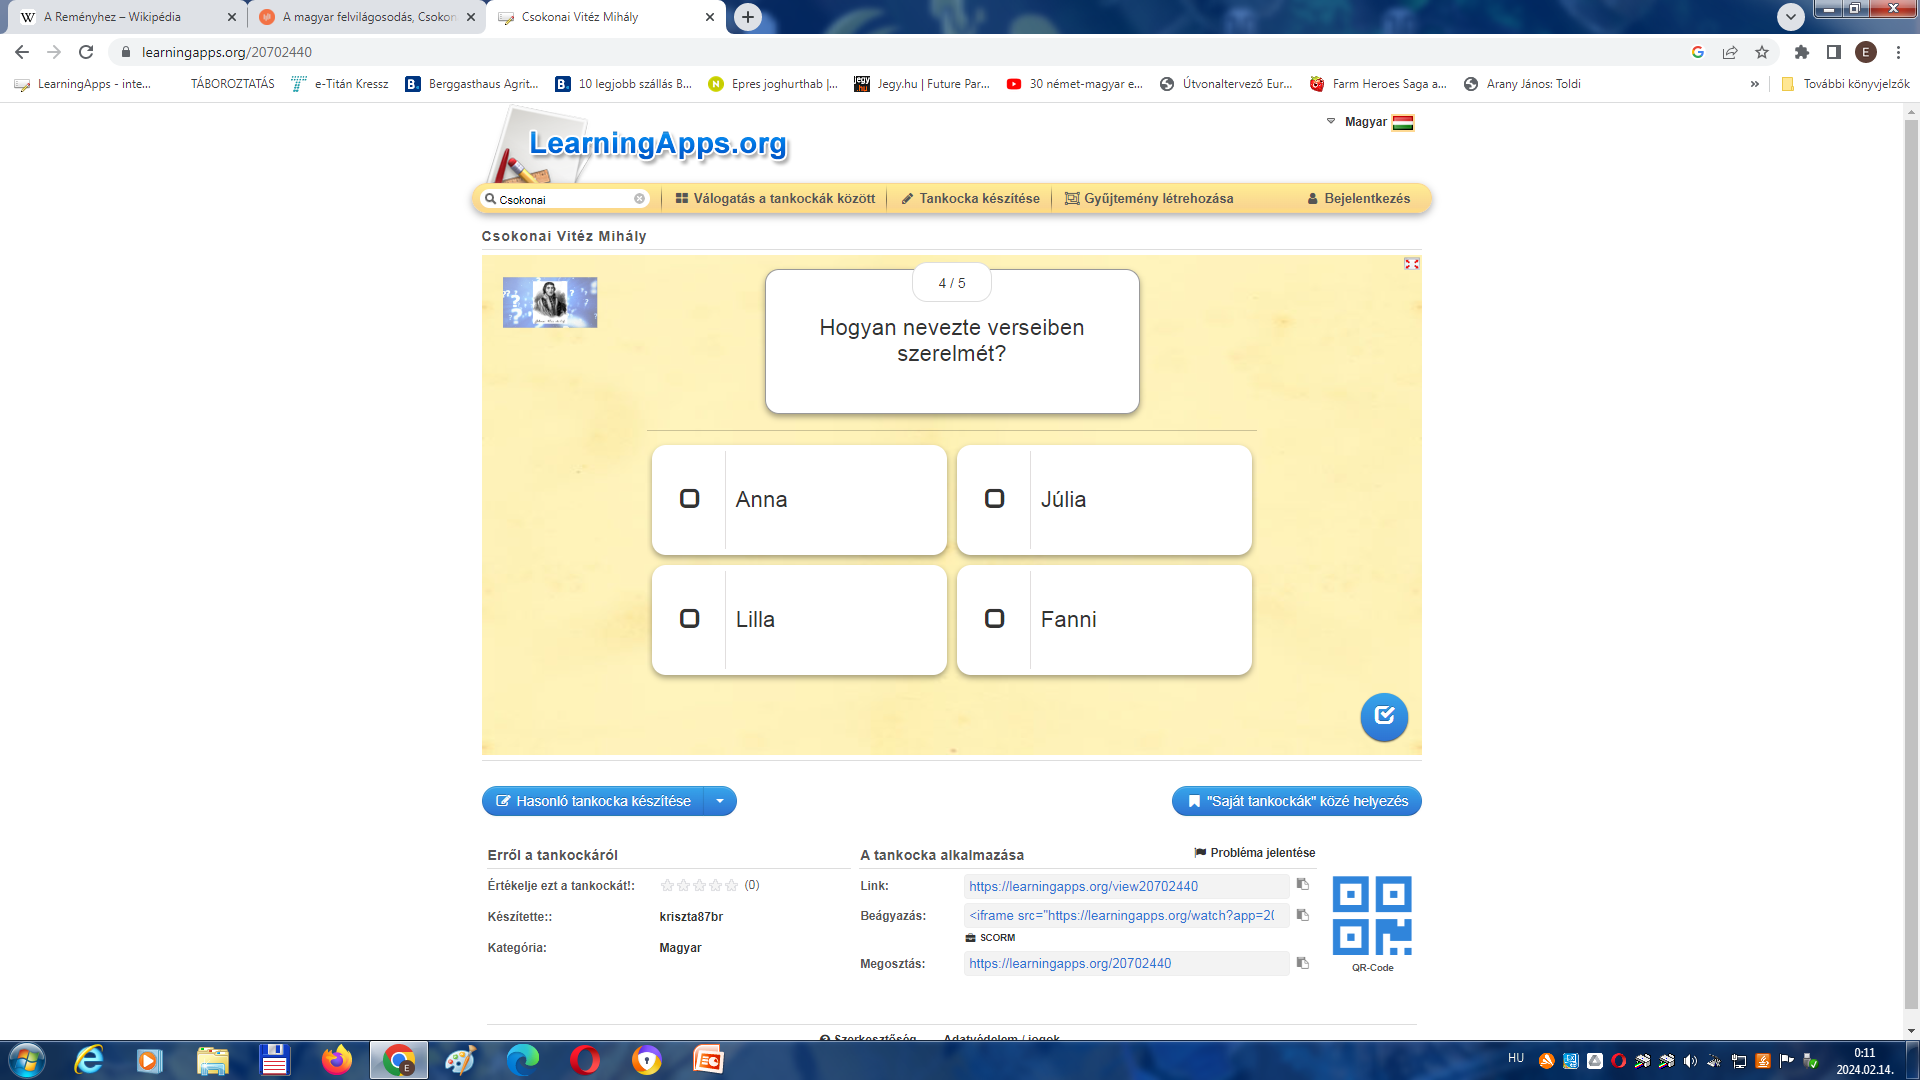 A Reményhez – Wikipédia
A magyar felvilágosodás, Csokon
Csokonai Vitéz Mihály
learningapps.org/20702440
E
LearningApps - inte...
TÁBOROZTATÁS
e-Titán Kressz
Berggasthaus Agrit...
10 legjobb szállás B...
Epres joghurthab |...
Jegy.hu | Future Par...
30 német-magyar e...
Útvonaltervező Eur...
Farm Heroes Saga a...
Arany János: Toldi
»
További könyvjelzők
LearningApps.org
Magyar
Csokonai
Válogatás a tankockák között
Tankocka készítése
Gyűjtemény létrehozása
Bejelentkezés
Csokonai Vitéz Mihály
4 / 5
Hogyan nevezte verseiben
szerelmét?
Anna
Júlia
Lilla
Fanni
Hasonló tankocka készítése
"Saját tankockák" közé helyezés
Erről a tankockáról
Értékelje ezt a tankockát!:
(0)
Készítette::
kriszta87br
Kategória:
Magyar
A tankocka alkalmazása
Probléma jelentése
Link:
https://learningapps.org/view20702440
Beágyazás:
<iframe src="https://learningapps.org/watch?app=20
SCORM
Megosztás:
https://learningapps.org/20702440
QR-Code
Szerkesztőség
Adatvédelem / jogok
HU
0:11
2024.02.14.